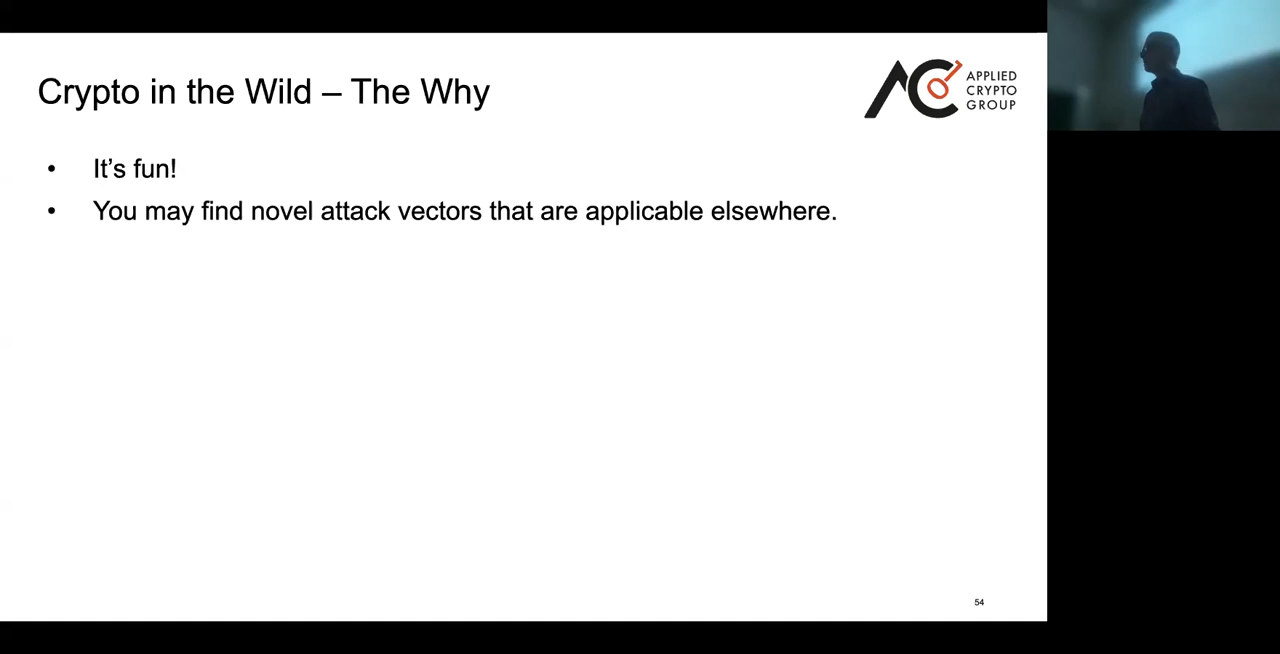 Crypto in the Wild – The Why
APPLIED
CRYPTO
GROUP
• It’s fun!
• You may find novel attack vectors that are applicable elsewhere.
54